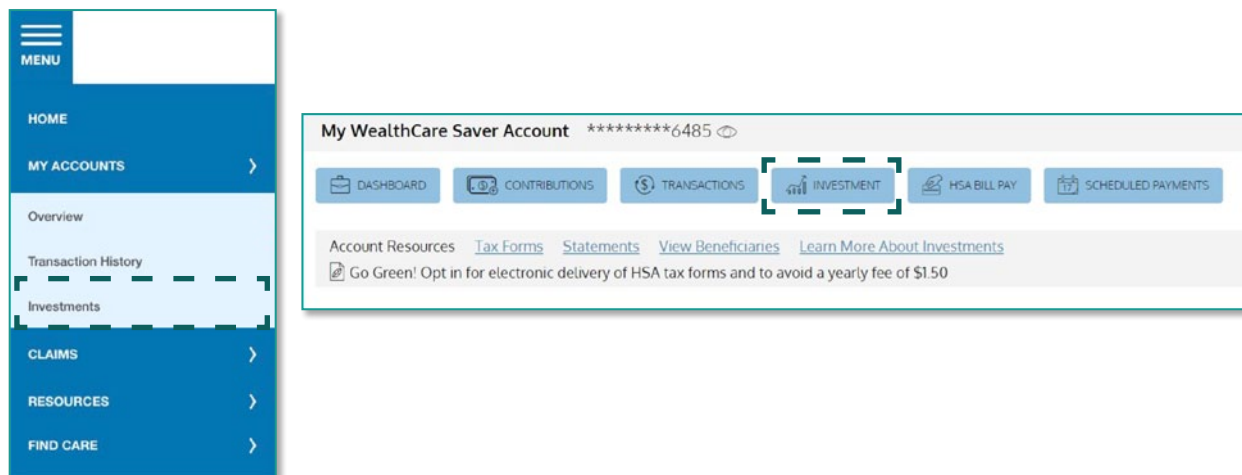 MENU
HOME
MY ACCOUNTS
Overview
Transaction History
Investments
CLAIMS
RESOURCES
FIND CARE
My WealthCare Saver Account *********6485
DASHBOARD CONTRIBUTIONS TRANSACTIONS INVESTMENT HSA BILL PAY SCHEDULED PAYMENTS
Account Resources Tax Forms Statements View Beneficiaries Learn More About Investments
Go Green! Opt in for electronic delivery of HSA tax forms and to avoid a yearly fee of $1.50